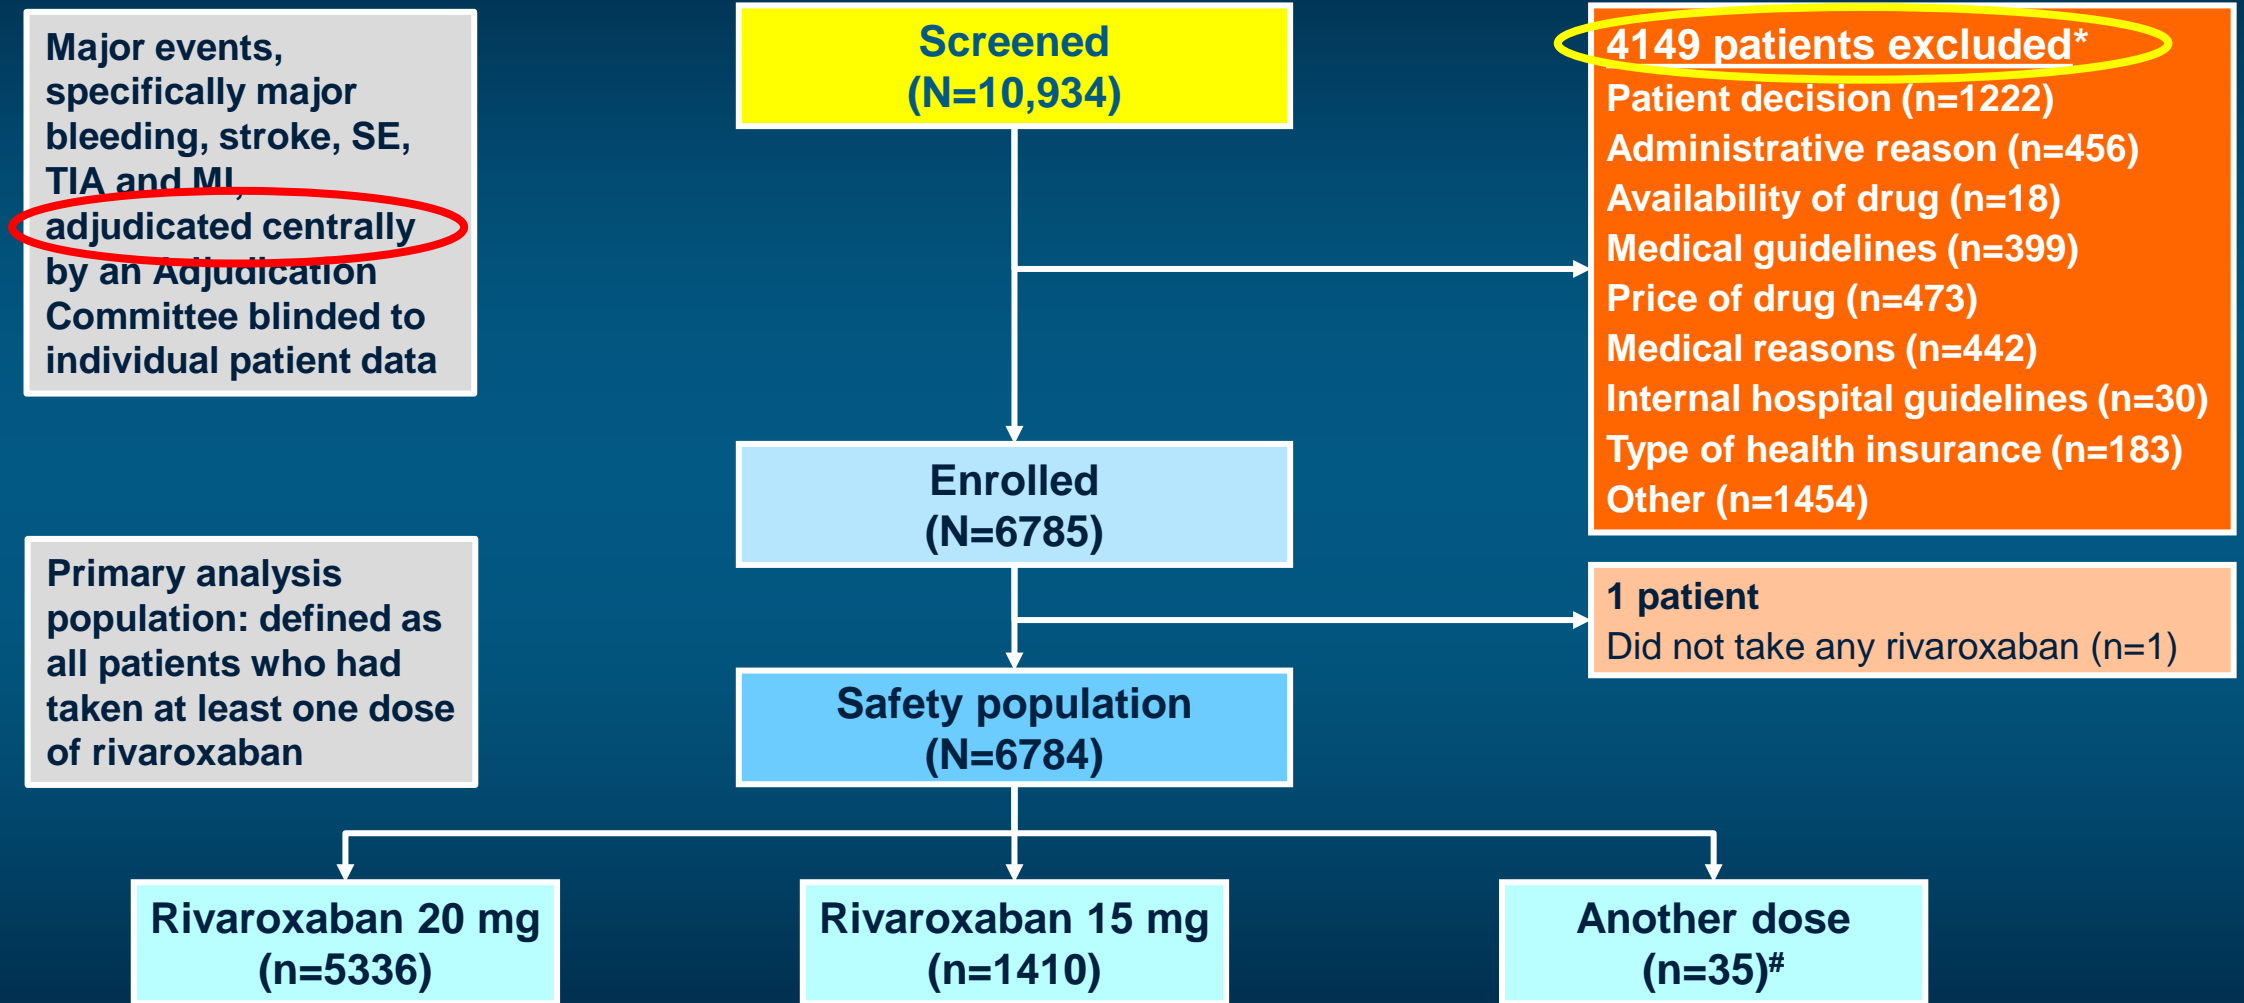 Major events,
specifically major
bleeding, stroke, SE,
TIA and MI,
adjudicated centrally
by an Adjudication
Committee blinded to
individual patient data
Screened
(N=10,934)
4149 patients excluded*
Patient decision (n=1222)
Administrative reason (n=456)
Availability of drug (n=18)
Medical guidelines (n=399)
Price of drug (n=473)
Medical reasons (n=442)
Internal hospital guidelines (n=30)
Type of health insurance (n=183)
Other (n=1454)
Enrolled
(N=6785)
Primary analysis
population: defined as
all patients who had
taken at least one dose
of rivaroxaban
1 patient
Did not take any rivaroxaban (n=1)
Safety population
(N=6784)
Rivaroxaban 20 mg
(n=5336)
Rivaroxaban 15 mg
(n=1410)
Another dose
(n=35)#